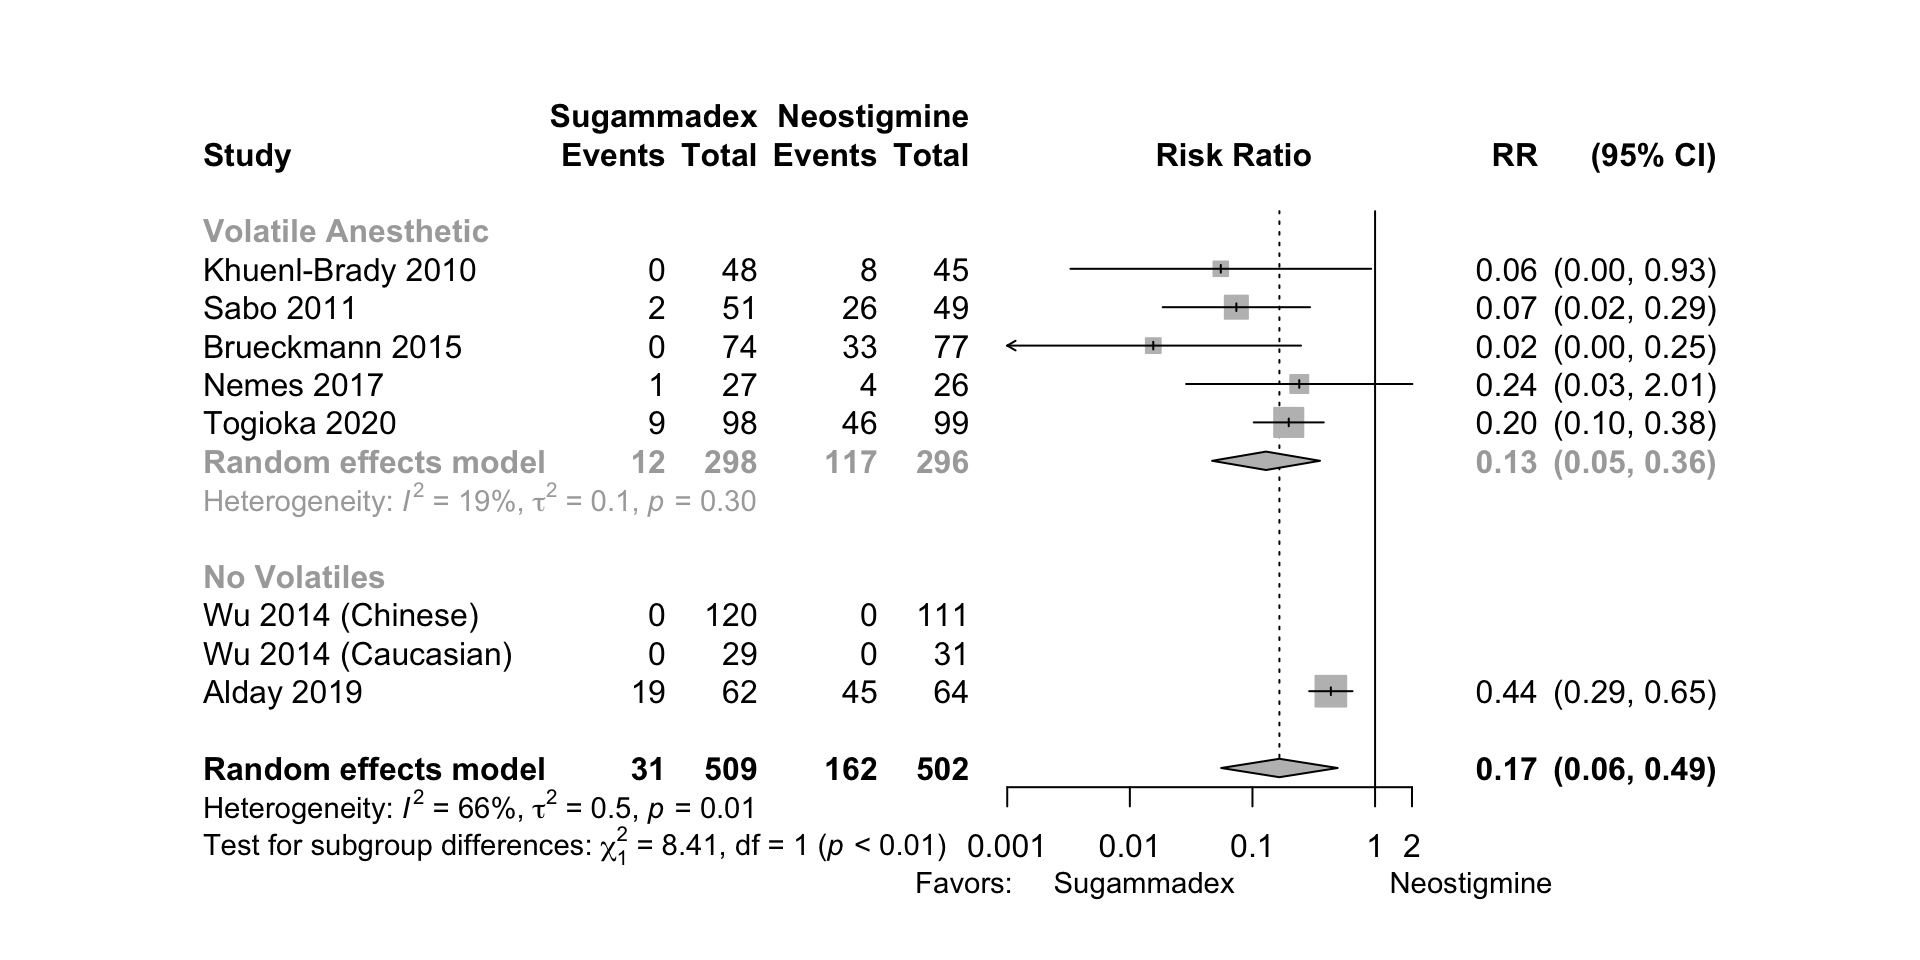 Sugammadex Neostigmine
Study Events Total Events Total Risk Ratio RR (95% CI)
Volatile Anesthetic
Khuenl-Brady 2010 0 48 8 45 0.06 (0.00, 0.93)
Sabo 2011 2 51 26 49 0.07 (0.02, 0.29)
Brueckmann 2015 0 74 33 77 0.02 (0.00, 0.25)
Nemes 2017 1 27 4 26 0.24 (0.03, 2.01)
Togioka 2020 9 98 46 99 0.20 (0.10, 0.38)
Random effects model 12 298 117 296 0.13 (0.05, 0.36)
Heterogeneity: I² = 19%, τ² = 0.1, p = 0.30
No Volatiles
Wu 2014 (Chinese) 0 120 0 111
Wu 2014 (Caucasian) 0 29 0 31
Alday 2019 19 62 45 64 0.44 (0.29, 0.65)
Random effects model 31 509 162 502 0.17 (0.06, 0.49)
Heterogeneity: I² = 66%, τ² = 0.5, p = 0.01
Test for subgroup differences: χ²₁ = 8.41, df = 1 (p < 0.01) 0.001 0.01 0.1 1 2
Favors: Sugammadex Neostigmine